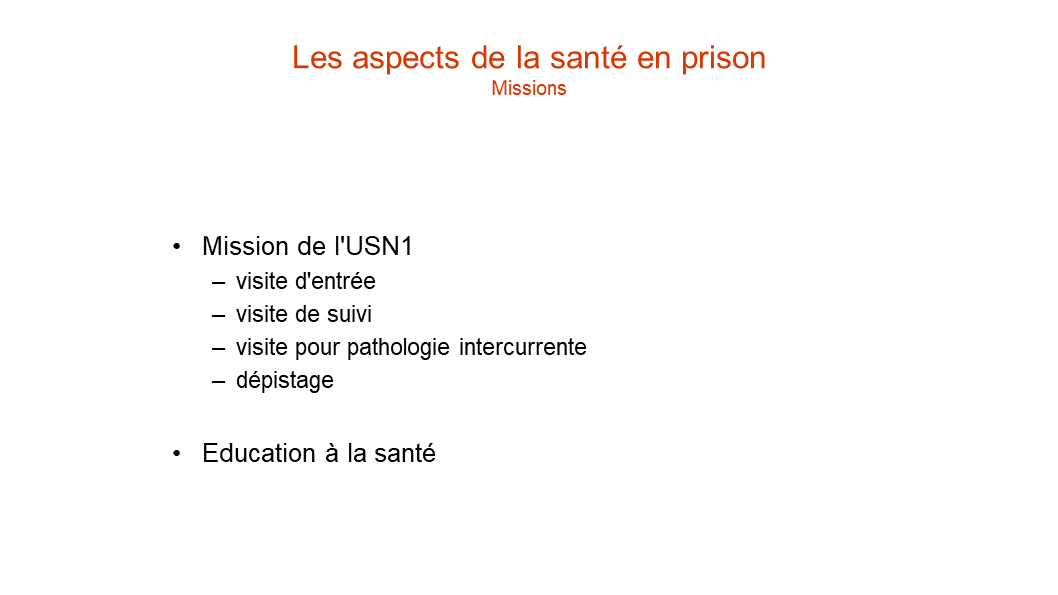 Les aspects de la santé en prison
Missions
• Mission de l'USN1
– visite d'entrée
– visite de suivi
– visite pour pathologie intercurrente
– dépistage
• Education à la santé